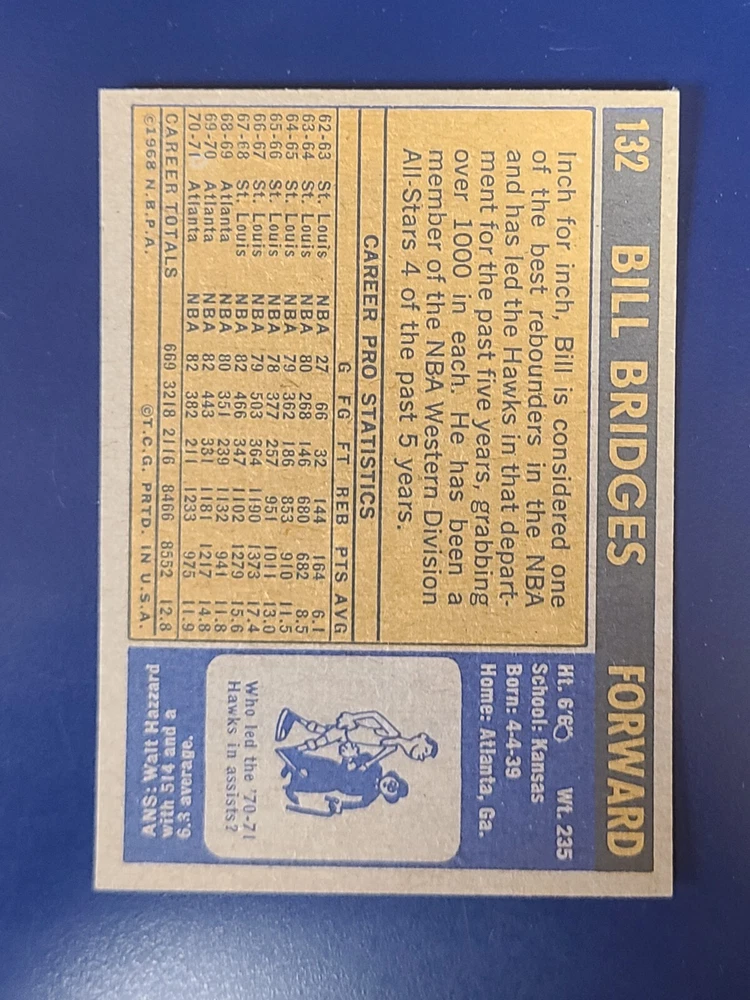 132 BILL BRIDGES FORWARD
Inch for inch, Bill is considered one
of the best rebounders in the NBA
and has led the Hawks in that depart-
ment for the past five years, grabbing
over 1000 in each. He has been a
member of the NBA Western Division
All-Stars 4 of the past 5 years.
CAREER PRO STATISTICS
G FG FT REB PTS AVG
62-63 St. Louis NBA 27 66 32 144 164 6.1
63-64 St. Louis NBA 80 268 146 680 682 8.5
64-65 St. Louis NBA 79 362 186 853 910 11.5
65-66 St. Louis NBA 78 377 257 951 1011 13.0
66-67 St. Louis NBA 79 503 364 1190 1373 17.4
67-68 St. Louis NBA 82 466 347 1102 1279 15.6
68-69 Atlanta NBA 80 351 239 1132 941 11.8
69-70 Atlanta NBA 82 443 331 1181 1217 14.8
70-71 Atlanta NBA 82 382 211 1233 975 11.9
CAREER TOTALS 669 3218 2116 8466 8552 12.8
©1968 N.B.P.A. ©T.C.G. PRTD. IN U.S.A.
Ht. 6'6 Wt. 235
School: Kansas
Born: 4-4-39
Home: Atlanta, Ga.
Who led the '70-71
Hawks in assists?
ANS: Walt Hazzard
with 514 and a
6.3 average.